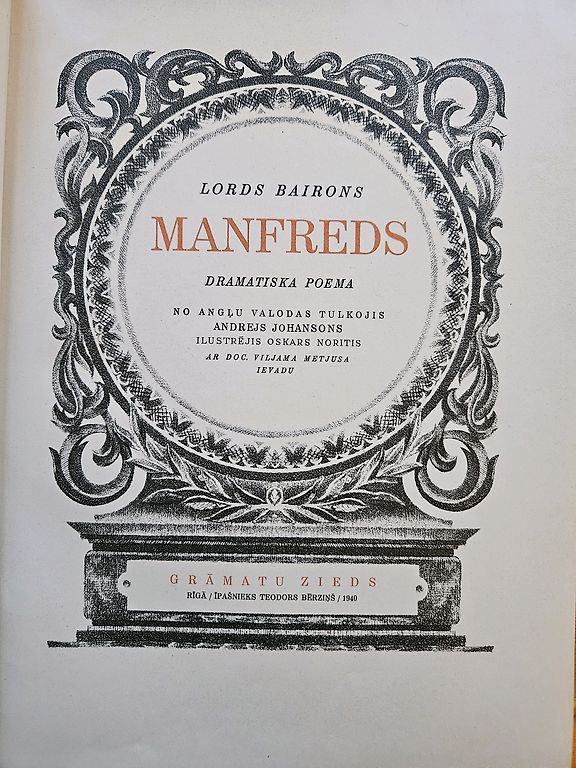 LORDS BAIRONS
MANFREDS
DRAMATISKA POEMA
NO ANGĻU VALODAS TULKOJIS
ANDREJS JOHANSONS
ILUSTRĒJIS OSKARS NORITIS
AR DOC. VILJAMA METJUSA
IEVADU
GRĀMATU ZIEDS
RĪGĀ / ĪPAŠNIEKS TEODORS BĒRZIŅŠ / 1940